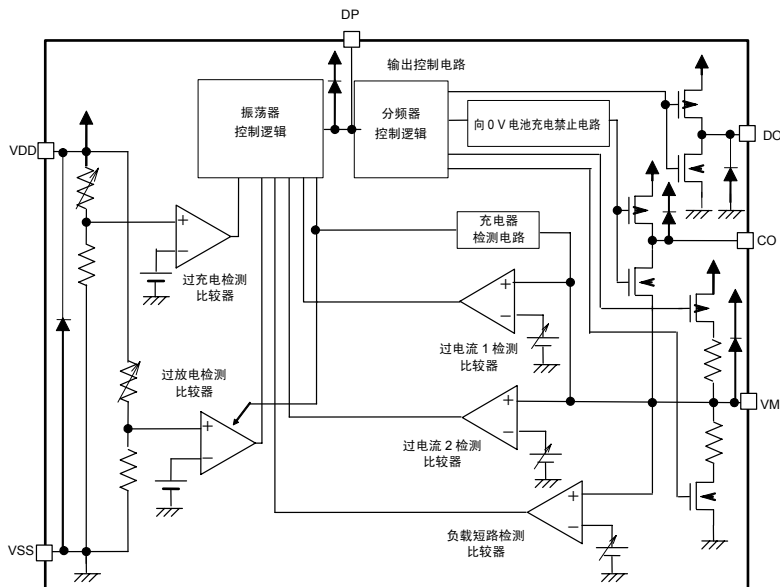 DP
输出控制电路
振荡器
控制逻辑
分频器
控制逻辑
向 0 V 电池充电禁止电路
VDD
DO
CO
充电器
检测电路
过充电检测
比较器
过电流 1 检测
比较器
过放电检测
比较器
VM
过电流 2 检测
比较器
负载短路检测
比较器
VSS